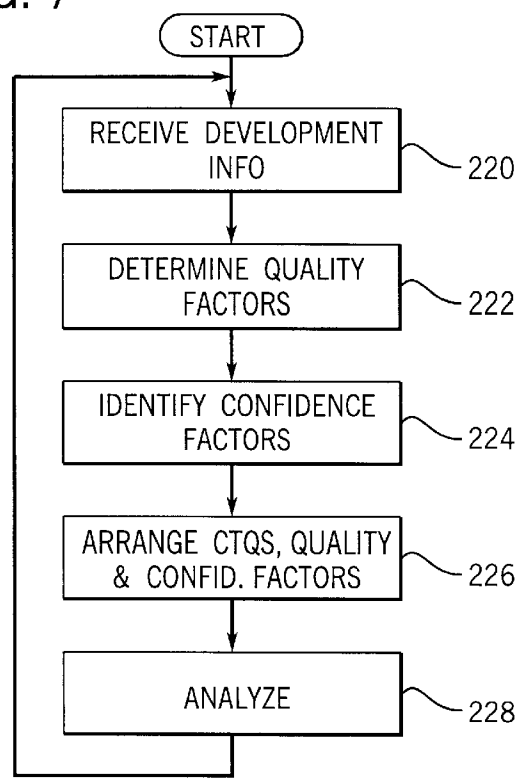 START
RECEIVE DEVELOPMENT
INFO
220
DETERMINE QUALITY
FACTORS
222
IDENTIFY CONFIDENCE
FACTORS
224
ARRANGE CTQS, QUALITY
& CONFID. FACTORS
226
ANALYZE
228